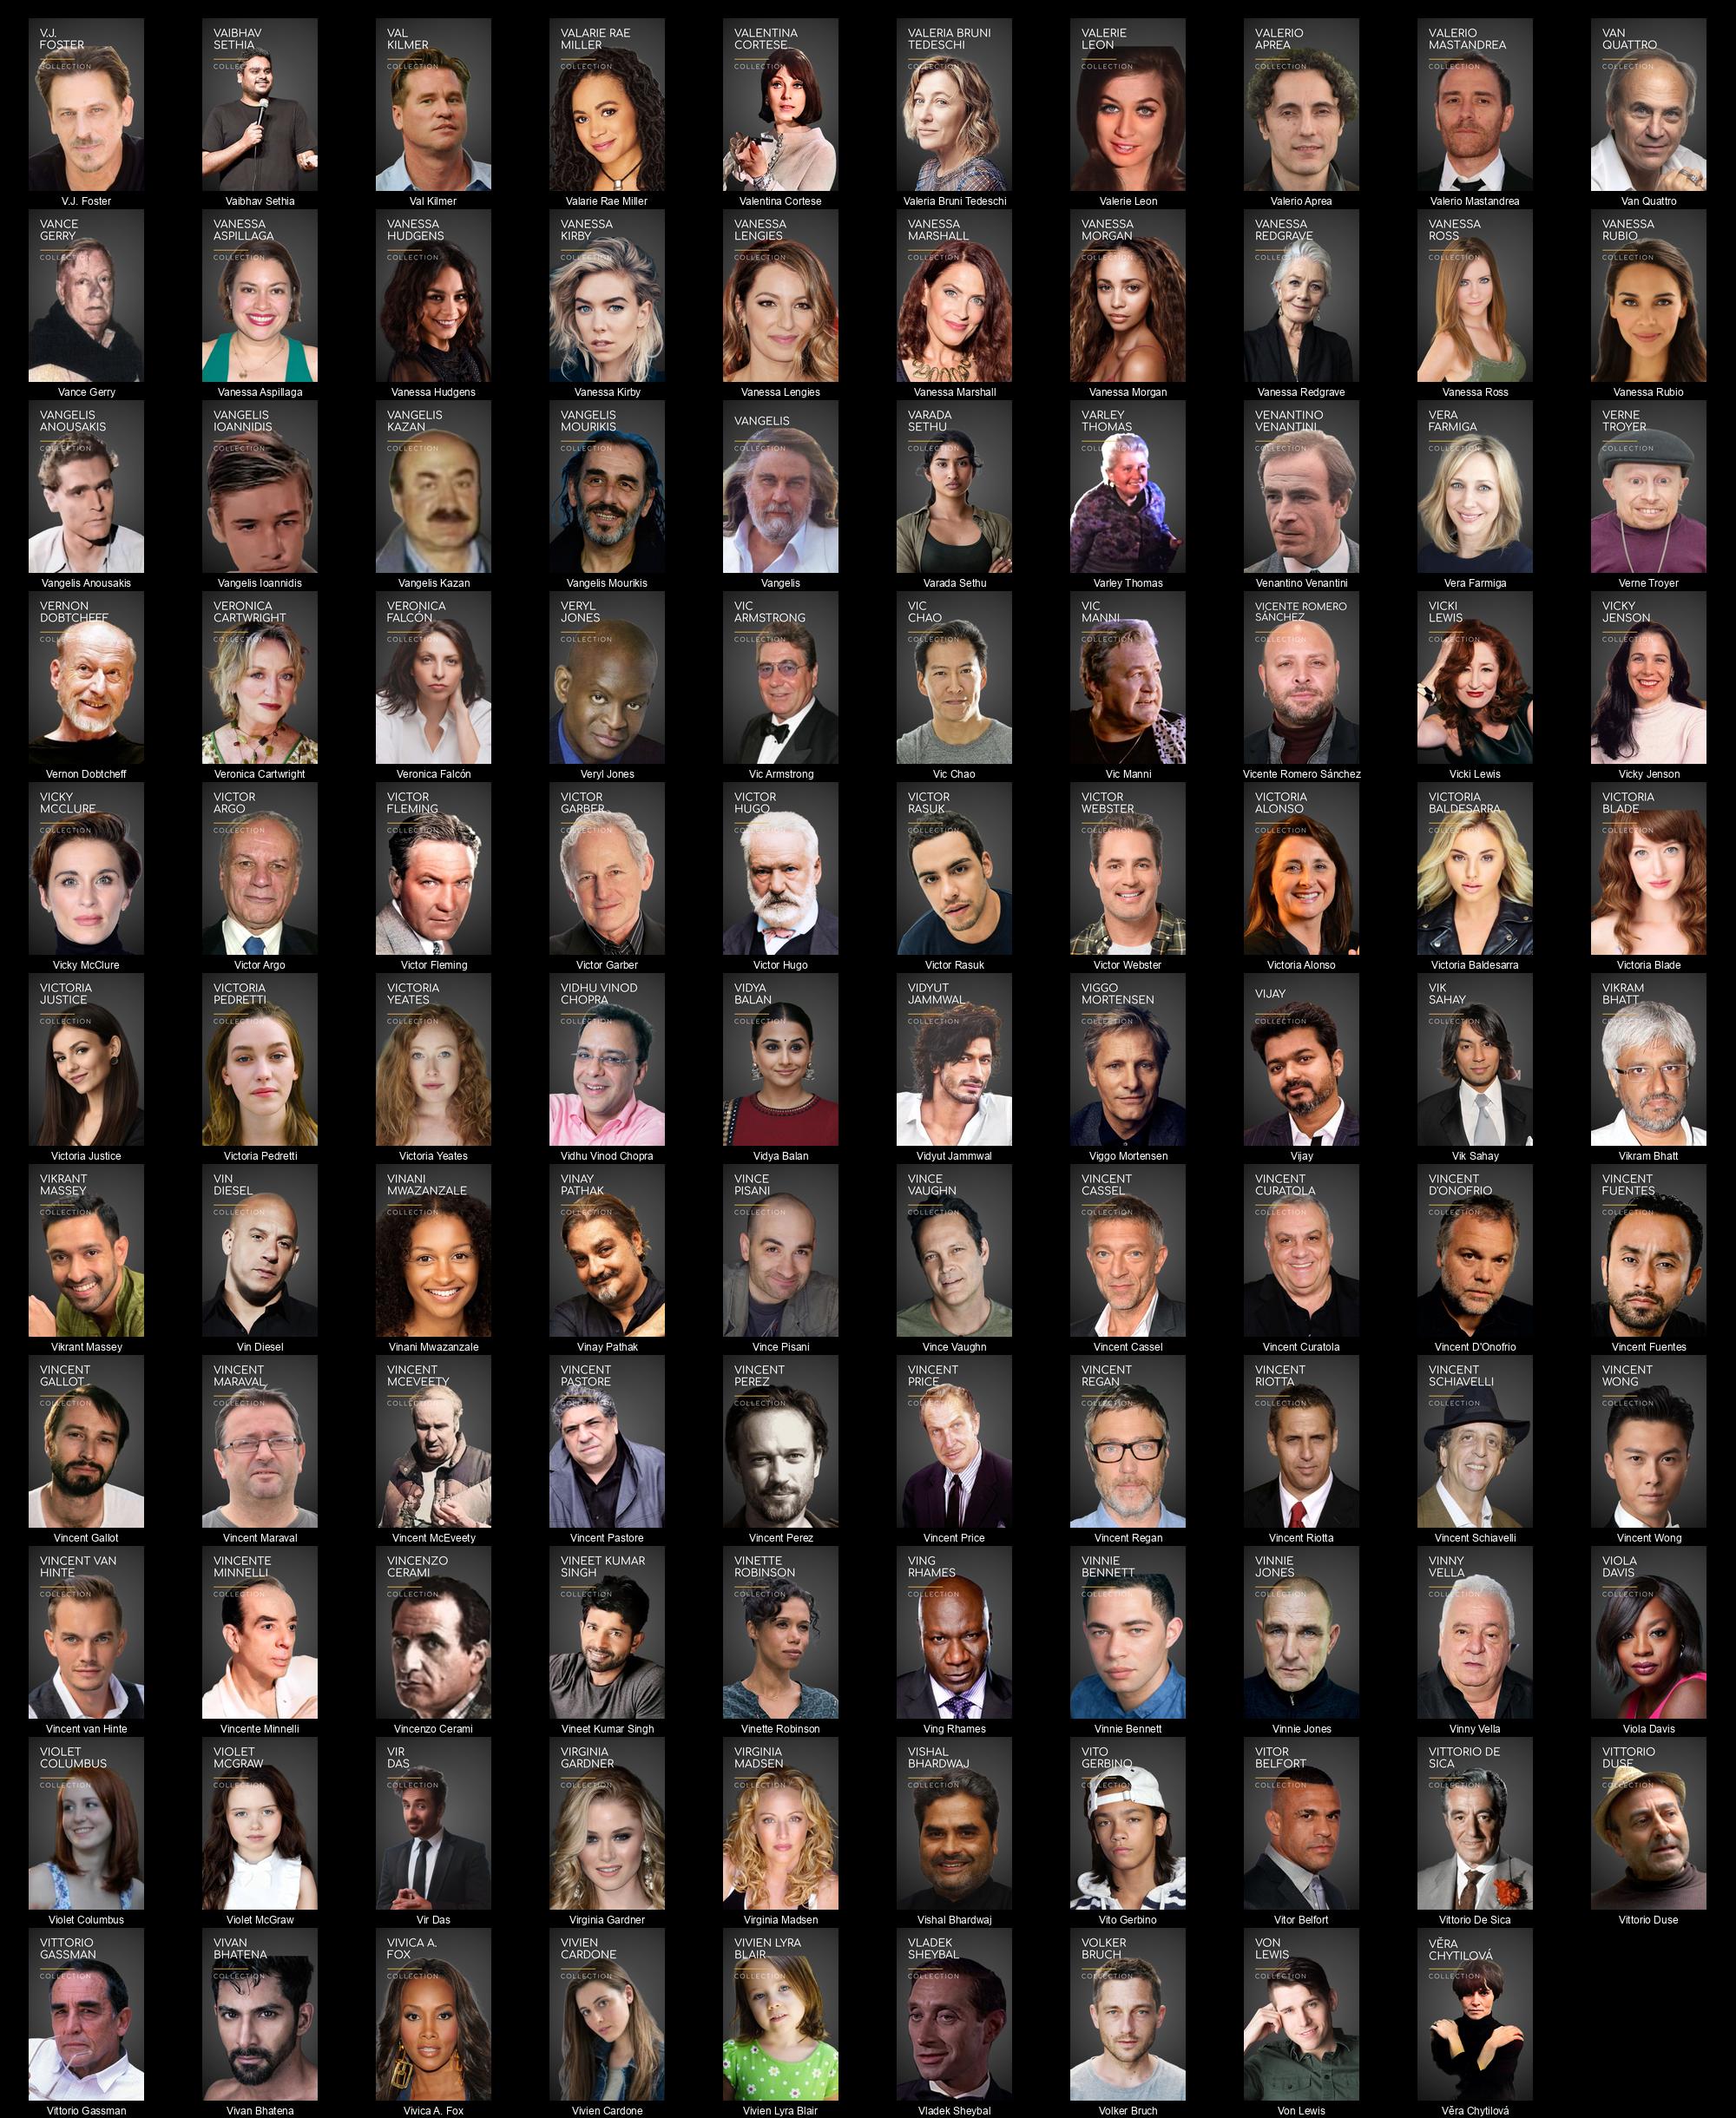 V.J.
FOSTER
COLLECTION
V.J. Foster
VAIBHAV
SETHIA
COLLECTION
Vaibhav Sethia
VAL
KILMER
COLLECTION
Val Kilmer
VALARIE RAE
MILLER
COLLECTION
Valarie Rae Miller
VALENTINA
CORTESE
COLLECTION
Valentina Cortese
VALERIA BRUNI
TEDESCHI
COLLECTION
Valeria Bruni Tedeschi
VALERIE
LEON
COLLECTION
Valerie Leon
VALERIO
APREA
COLLECTION
Valerio Aprea
VALERIO
MASTANDREA
COLLECTION
Valerio Mastandrea
VAN
QUATTRO
COLLECTION
Van Quattro
VANCE
GERRY
COLLECTION
Vance Gerry
VANESSA
ASPILLAGA
COLLECTION
Vanessa Aspillaga
VANESSA
HUDGENS
COLLECTION
Vanessa Hudgens
VANESSA
KIRBY
COLLECTION
Vanessa Kirby
VANESSA
LENGIES
COLLECTION
Vanessa Lengies
VANESSA
MARSHALL
COLLECTION
Vanessa Marshall
VANESSA
MORGAN
COLLECTION
Vanessa Morgan
VANESSA
REDGRAVE
COLLECTION
Vanessa Redgrave
VANESSA
ROSS
COLLECTION
Vanessa Ross
VANESSA
RUBIO
COLLECTION
Vanessa Rubio
VANGELIS
ANOUSAKIS
COLLECTION
Vangelis Anousakis
VANGELIS
IOANNIDIS
COLLECTION
Vangelis Ioannidis
VANGELIS
KAZAN
COLLECTION
Vangelis Kazan
VANGELIS
MOURIKIS
COLLECTION
Vangelis Mourikis
VANGELIS
COLLECTION
Vangelis
VARADA
SETHU
COLLECTION
Varada Sethu
VARLEY
THOMAS
COLLECTION
Varley Thomas
VENANTINO
VENANTINI
COLLECTION
Venantino Venantini
VERA
FARMIGA
COLLECTION
Vera Farmiga
VERNE
TROYER
COLLECTION
Verne Troyer
VERNON
DOBTCHEFF
COLLECTION
Vernon Dobtcheff
VERONICA
CARTWRIGHT
COLLECTION
Veronica Cartwright
VERONICA
FALCÓN
COLLECTION
Veronica Falcón
VERYL
JONES
COLLECTION
Veryl Jones
VIC
ARMSTRONG
COLLECTION
Vic Armstrong
VIC
CHAO
COLLECTION
Vic Chao
VIC
MANNI
COLLECTION
Vic Manni
VICENTE ROMERO
SÁNCHEZ
COLLECTION
Vicente Romero Sánchez
VICKI
LEWIS
COLLECTION
Vicki Lewis
VICKY
JENSON
COLLECTION
Vicky Jenson
VICKY
MCCLURE
COLLECTION
Vicky McClure
VICTOR
ARGO
COLLECTION
Victor Argo
VICTOR
FLEMING
COLLECTION
Victor Fleming
VICTOR
GARBER
COLLECTION
Victor Garber
VICTOR
HUGO
COLLECTION
Victor Hugo
VICTOR
RASUK
COLLECTION
Victor Rasuk
VICTOR
WEBSTER
COLLECTION
Victor Webster
VICTORIA
ALONSO
COLLECTION
Victoria Alonso
VICTORIA
BALDESARRA
COLLECTION
Victoria Baldesarra
VICTORIA
BLADE
COLLECTION
Victoria Blade
VICTORIA
JUSTICE
COLLECTION
Victoria Justice
VICTORIA
PEDRETTI
COLLECTION
Victoria Pedretti
VICTORIA
YEATES
COLLECTION
Victoria Yeates
VIDHU VINOD
CHOPRA
COLLECTION
Vidhu Vinod Chopra
VIDYA
BALAN
COLLECTION
Vidya Balan
VIDYUT
JAMMWAL
COLLECTION
Vidyut Jammwal
VIGGO
MORTENSEN
COLLECTION
Viggo Mortensen
VIJAY
COLLECTION
Vijay
VIK
SAHAY
COLLECTION
Vik Sahay
VIKRAM
BHATT
COLLECTION
Vikram Bhatt
VIKRANT
MASSEY
COLLECTION
Vikrant Massey
VIN
DIESEL
COLLECTION
Vin Diesel
VINANI
MWAZANZALE
COLLECTION
Vinani Mwazanzale
VINAY
PATHAK
COLLECTION
Vinay Pathak
VINCE
PISANI
COLLECTION
Vince Pisani
VINCE
VAUGHN
COLLECTION
Vince Vaughn
VINCENT
CASSEL
COLLECTION
Vincent Cassel
VINCENT
CURATOLA
COLLECTION
Vincent Curatola
VINCENT
D'ONOFRIO
COLLECTION
Vincent D'Onofrio
VINCENT
FUENTES
COLLECTION
Vincent Fuentes
VINCENT
GALLOT
COLLECTION
Vincent Gallot
VINCENT
MARAVAL
COLLECTION
Vincent Maraval
VINCENT
MCEVEETY
COLLECTION
Vincent McEveety
VINCENT
PASTORE
COLLECTION
Vincent Pastore
VINCENT
PEREZ
COLLECTION
Vincent Perez
VINCENT
PRICE
COLLECTION
Vincent Price
VINCENT
REGAN
COLLECTION
Vincent Regan
VINCENT
RIOTTA
COLLECTION
Vincent Riotta
VINCENT
SCHIAVELLI
COLLECTION
Vincent Schiavelli
VINCENT
WONG
COLLECTION
Vincent Wong
VINCENT VAN
HINTE
COLLECTION
Vincent van Hinte
VINCENTE
MINNELLI
COLLECTION
Vincente Minnelli
VINCENZO
CERAMI
COLLECTION
Vincenzo Cerami
VINEET KUMAR
SINGH
COLLECTION
Vineet Kumar Singh
VINETTE
ROBINSON
COLLECTION
Vinette Robinson
VING
RHAMES
COLLECTION
Ving Rhames
VINNIE
BENNETT
COLLECTION
Vinnie Bennett
VINNIE
JONES
COLLECTION
Vinnie Jones
VINNY
VELLA
COLLECTION
Vinny Vella
VIOLA
DAVIS
COLLECTION
Viola Davis
VIOLET
COLUMBUS
COLLECTION
Violet Columbus
VIOLET
MCGRAW
COLLECTION
Violet McGraw
VIR
DAS
COLLECTION
Vir Das
VIRGINIA
GARDNER
COLLECTION
Virginia Gardner
VIRGINIA
MADSEN
COLLECTION
Virginia Madsen
VISHAL
BHARDWAJ
COLLECTION
Vishal Bhardwaj
VITO
GERBINO
COLLECTION
Vito Gerbino
VITOR
BELFORT
COLLECTION
Vitor Belfort
VITTORIO DE
SICA
COLLECTION
Vittorio De Sica
VITTORIO
DUSE
COLLECTION
Vittorio Duse
VITTORIO
GASSMAN
COLLECTION
Vittorio Gassman
VIVAN
BHATENA
COLLECTION
Vivan Bhatena
VIVICA A.
FOX
COLLECTION
Vivica A. Fox
VIVIEN
CARDONE
COLLECTION
Vivien Cardone
VIVIEN LYRA
BLAIR
COLLECTION
Vivien Lyra Blair
VLADEK
SHEYBAL
COLLECTION
Vladek Sheybal
VOLKER
BRUCH
COLLECTION
Volker Bruch
VON
LEWIS
COLLECTION
Von Lewis
VĚRA
CHYTILOVÁ
COLLECTION
Věra Chytilová